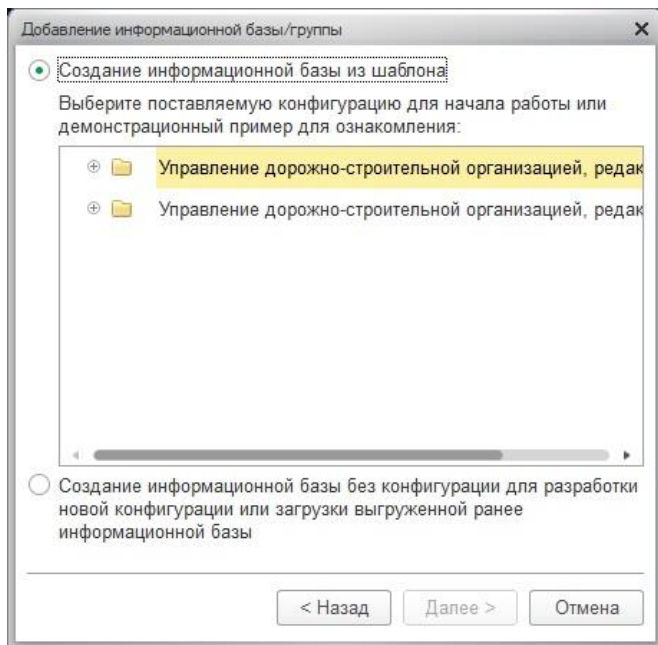 Добавление информационной базы/группы
Создание информационной базы из шаблона
Выберите поставляемую конфигурацию для начала работы или
демонстрационный пример для ознакомления:
Управление дорожно-строительной организацией, редак
Управление дорожно-строительной организацией, редак
Создание информационной базы без конфигурации для разработки
новой конфигурации или загрузки выгруженной ранее
информационной базы
< Назад Далее > Отмена